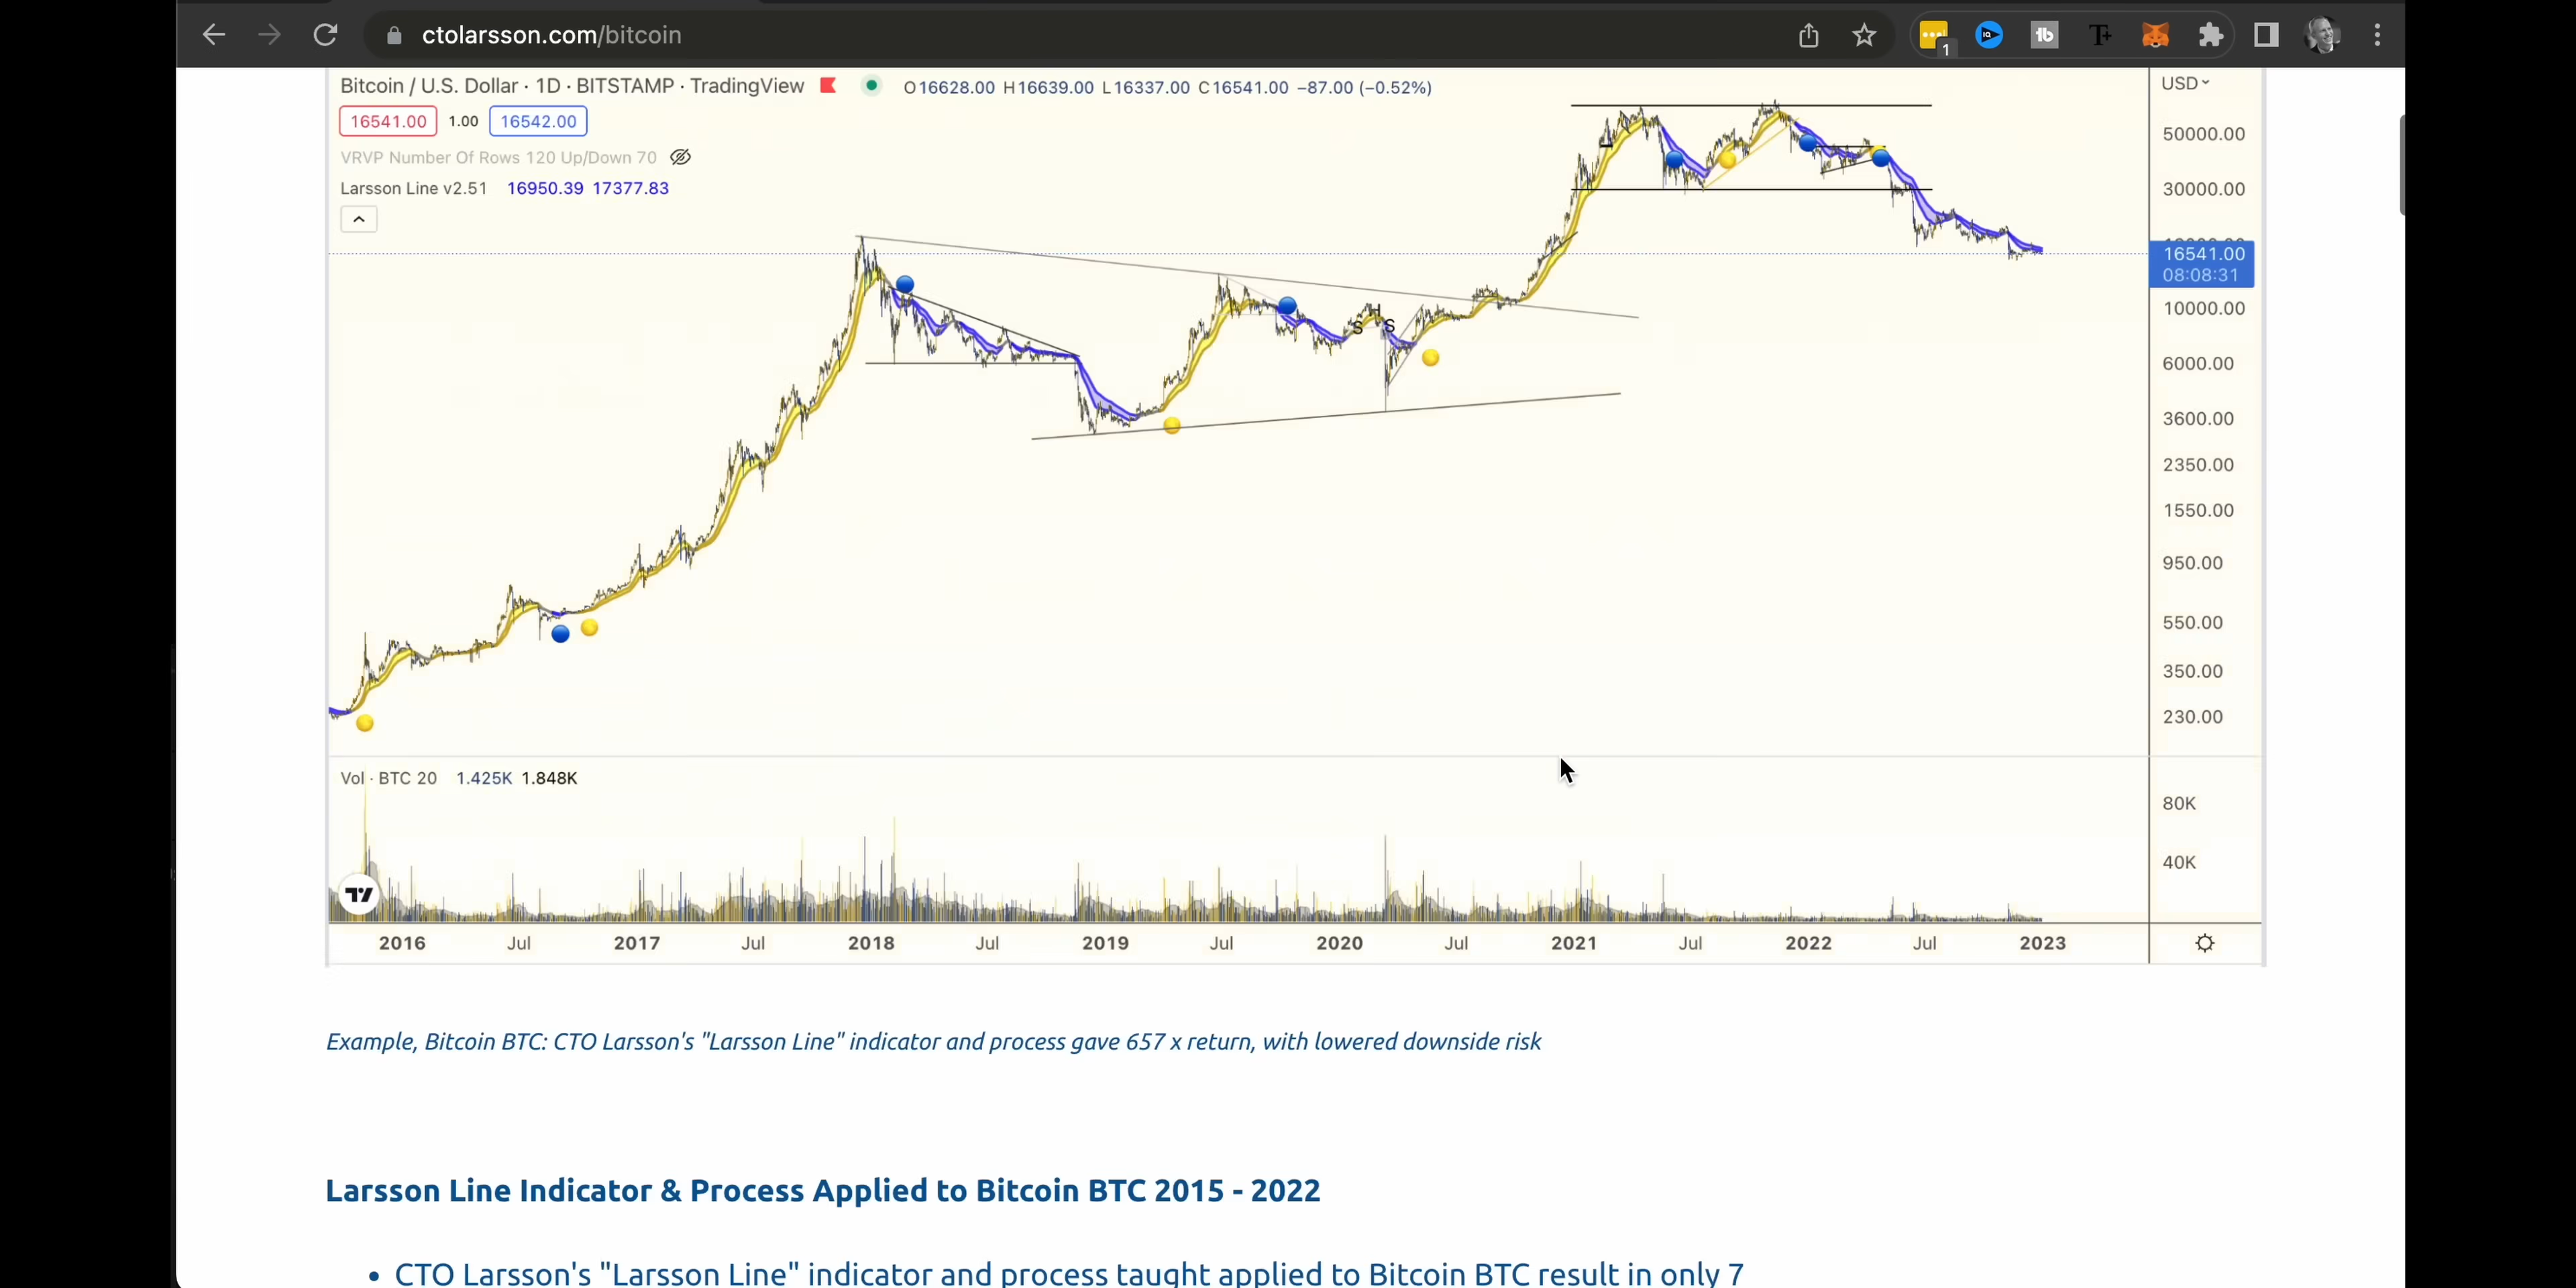 ctolarsson.com/bitcoin
1
Bitcoin / U.S. Dollar · 1D · BITSTAMP · TradingView O16628.00 H16639.00 L16337.00 C16541.00 −87.00 (−0.52%)
USD
16541.00 1.00 16542.00
VRVP Number Of Rows 120 Up/Down 70
Larsson Line v2.51 16950.39 17377.83
50000.00
30000.00
16541.00
08:08:31
10000.00
6000.00
3600.00
2350.00
1550.00
950.00
550.00
350.00
230.00
S H S
Vol · BTC 20 1.425K 1.848K
80K
40K
2016 Jul 2017 Jul 2018 Jul 2019 Jul 2020 Jul 2021 Jul 2022 Jul 2023
Example, Bitcoin BTC: CTO Larsson's "Larsson Line" indicator and process gave 657 x return, with lowered downside risk
Larsson Line Indicator & Process Applied to Bitcoin BTC 2015 - 2022
• CTO Larsson's "Larsson Line" indicator and process taught applied to Bitcoin BTC result in only 7